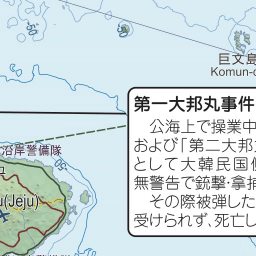 巨文島
Komun-d
第一大邦丸事件
公海上で操業中
および「第二大邦
として大韓民国
無警告で銃撃・拿捕
その際被弾した
受けられず、死亡し
沿岸警備隊
(Jeju)